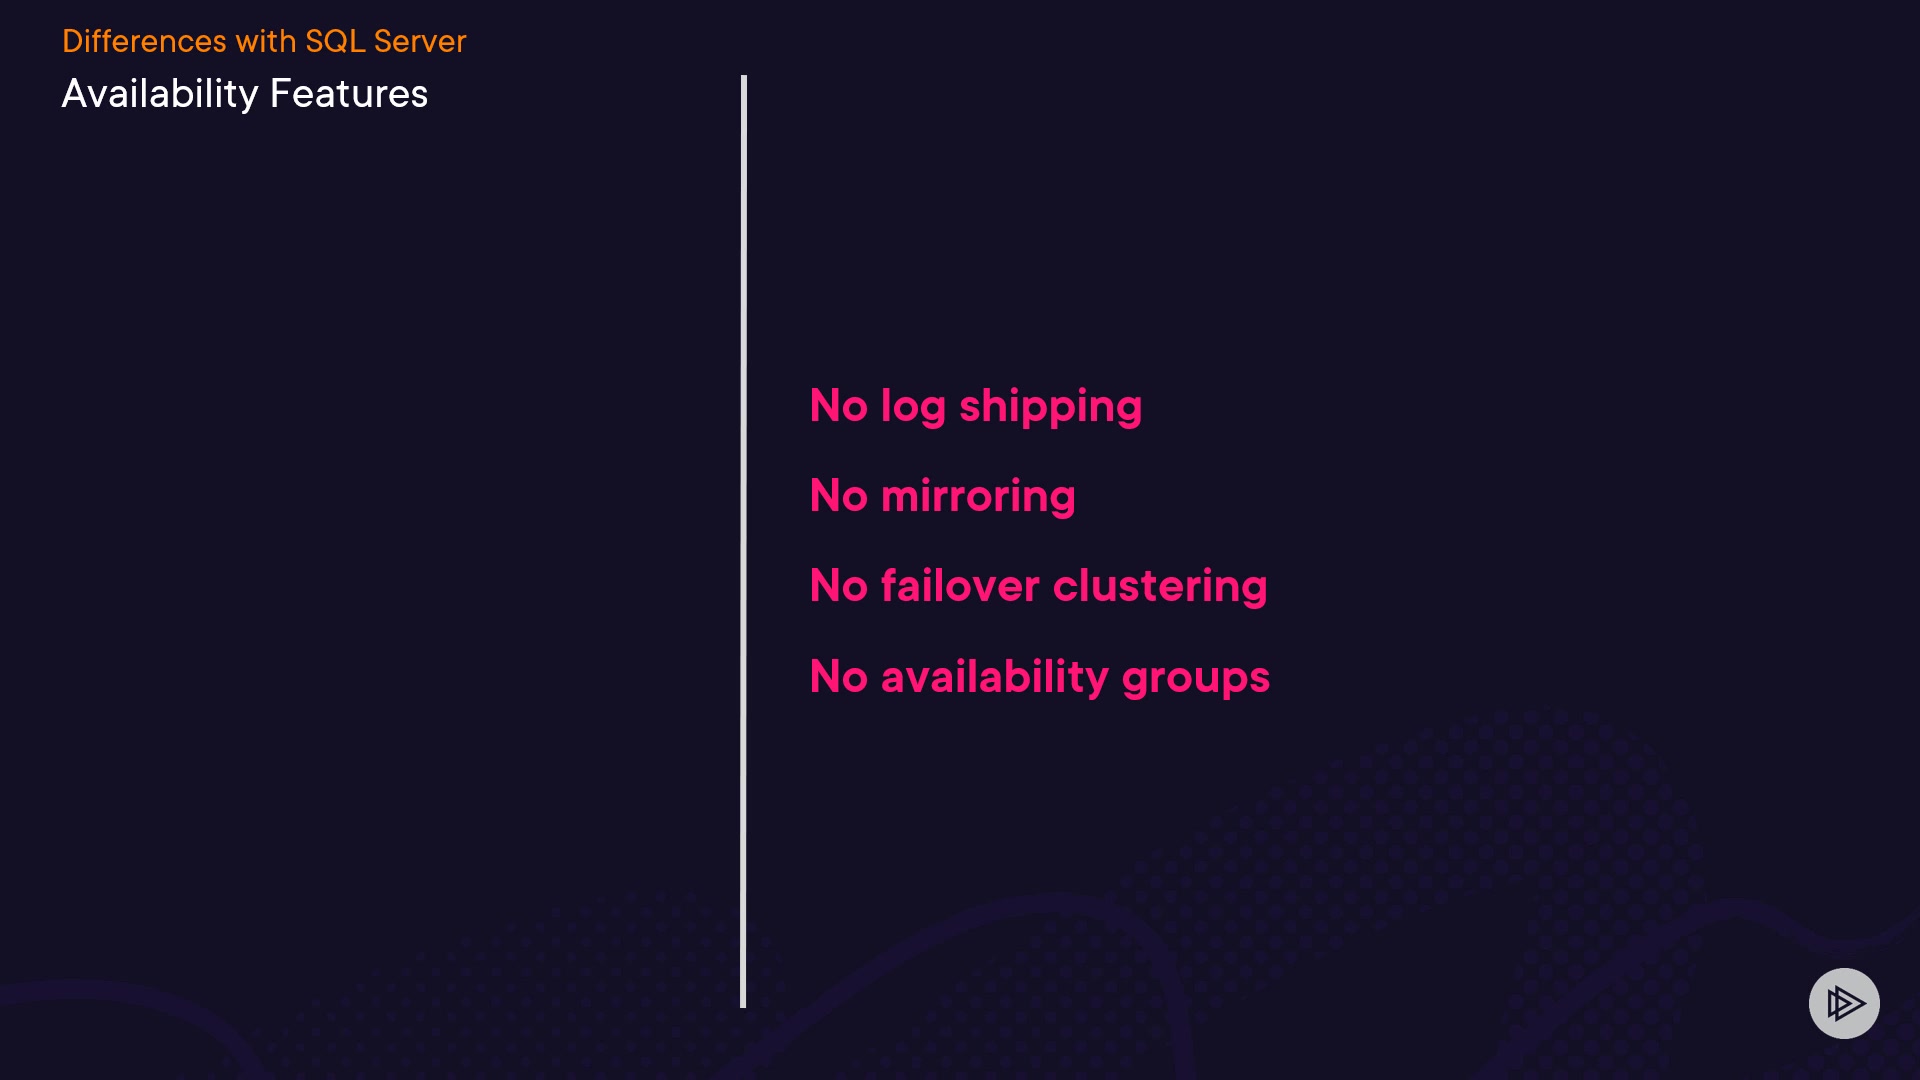 Differences with SQL Server
Availability Features
No log shipping
No mirroring
No failover clustering
No availability groups